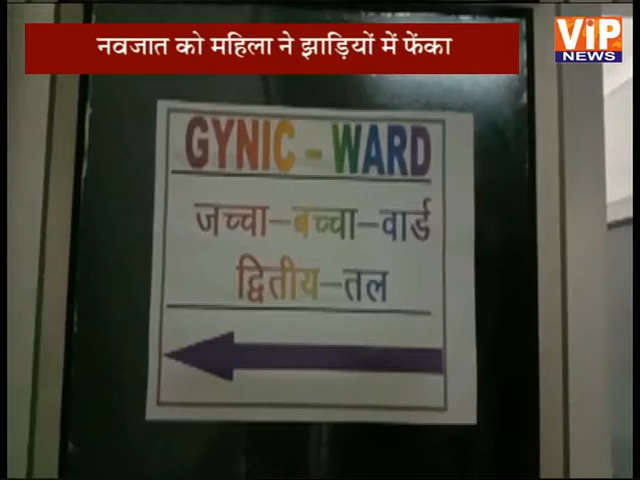 नवजात को महिला ने झाड़ियों में फेंका
ViP
NEWS
GYNIC - WARD
जच्चा-बच्चा-वार्ड
द्वितीय-तल